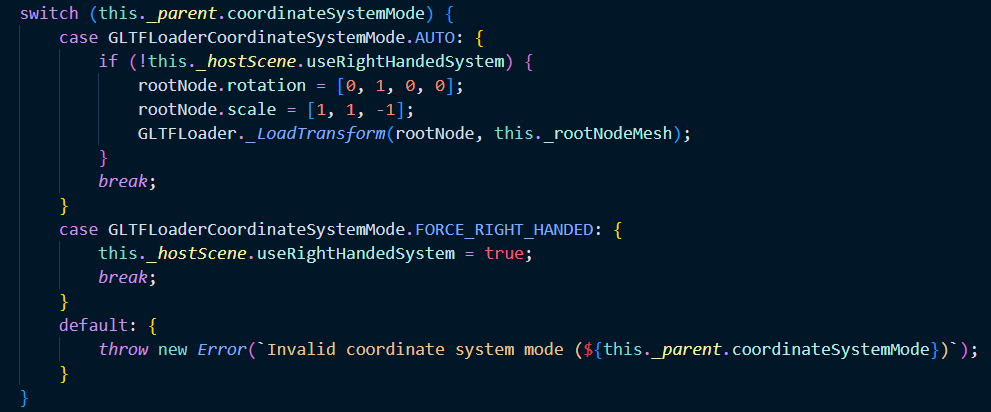 switch (this._parent.coordinateSystemMode) {
    case GLTFLoaderCoordinateSystemMode.AUTO: {
        if (!this._hostScene.useRightHandedSystem) {
            rootNode.rotation = [0, 1, 0, 0];
            rootNode.scale = [1, 1, -1];
            GLTFLoader._LoadTransform(rootNode, this._rootNodeMesh);
        }
        break;
    }
    case GLTFLoaderCoordinateSystemMode.FORCE_RIGHT_HANDED: {
        this._hostScene.useRightHandedSystem = true;
        break;
    }
    default: {
        throw new Error(`Invalid coordinate system mode (${this._parent.coordinateSystemMode})`);
    }
}